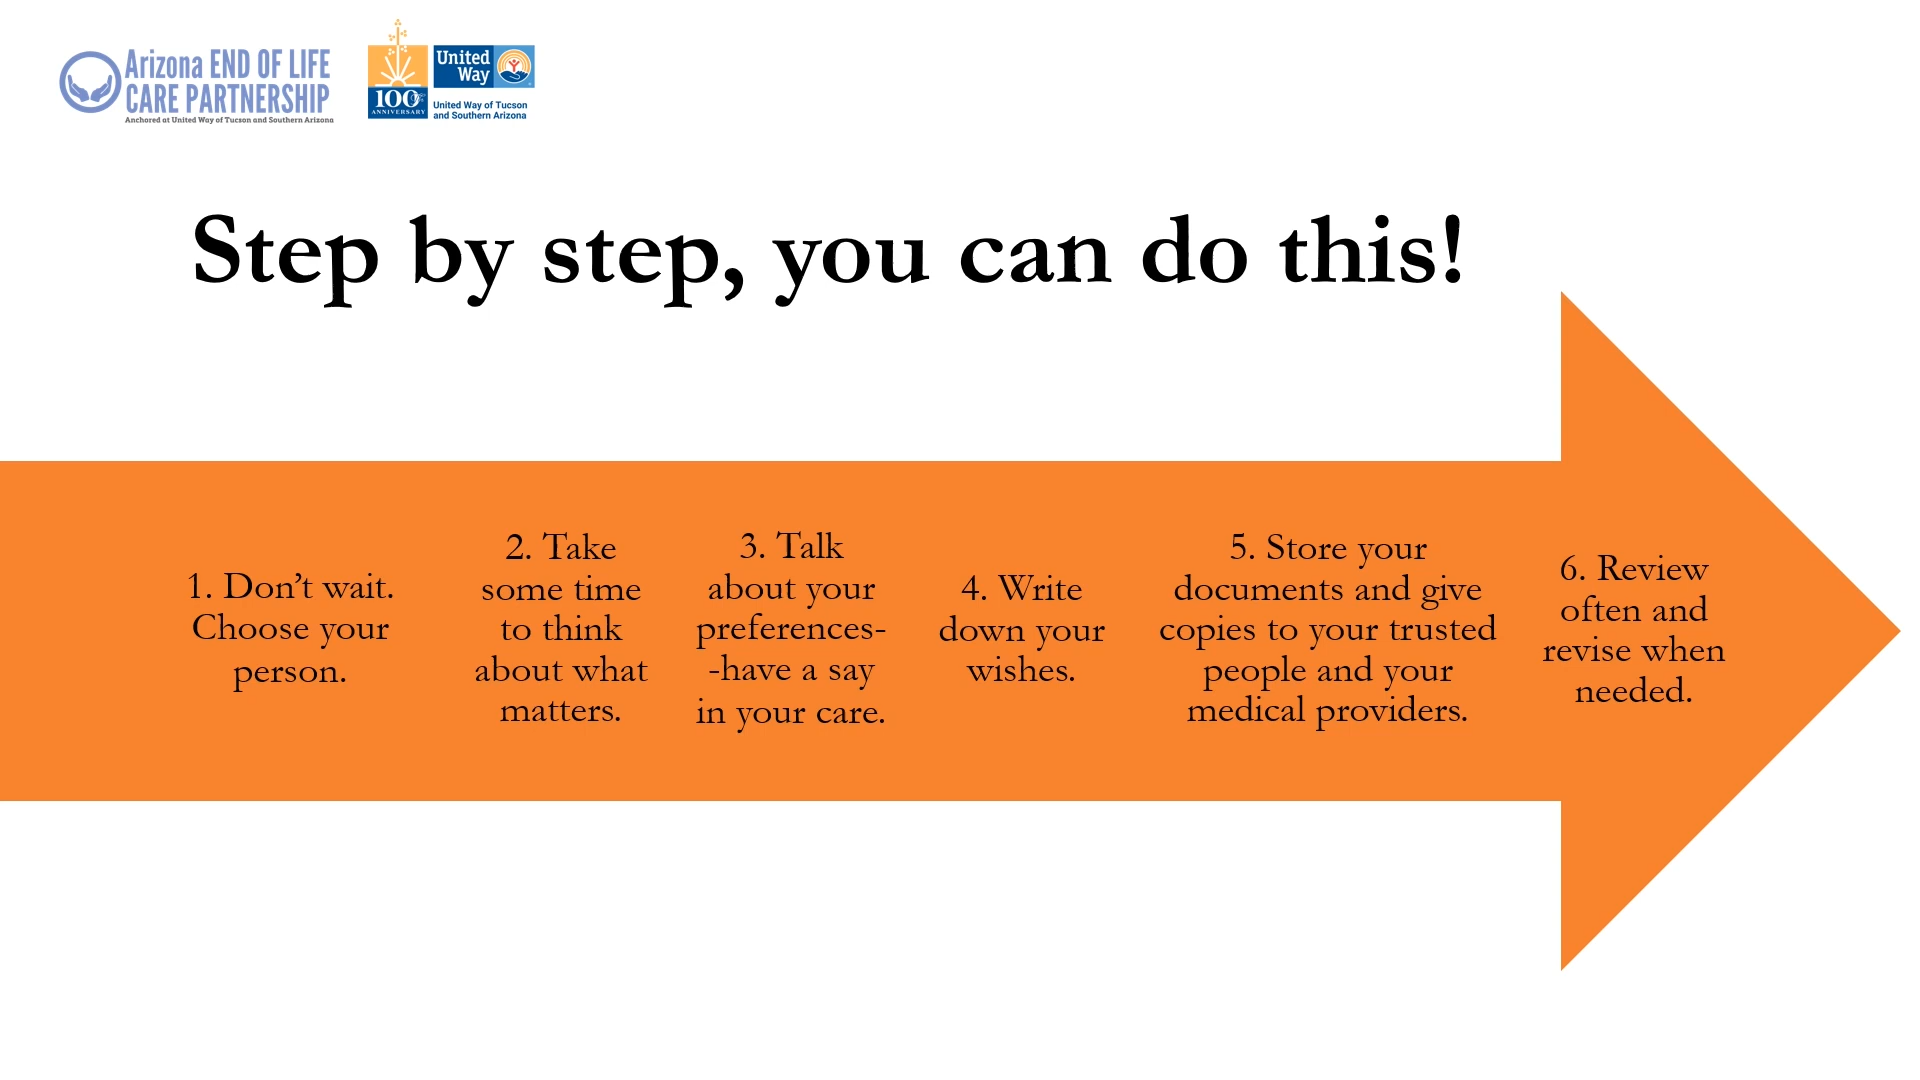 Arizona END OF LIFE
CARE PARTNERSHIP
Anchored at United Way of Tucson and Southern Arizona
100
ANNIVERSARY
United
Way
United Way of Tucson
and Southern Arizona
Step by step, you can do this!
1. Don’t wait.
Choose your
person.
2. Take
some time
to think
about what
matters.
3. Talk
about your
preferences-
-have a say
in your care.
4. Write
down your
wishes.
5. Store your
documents and give
copies to your trusted
people and your
medical providers.
6. Review
often and
revise when
needed.